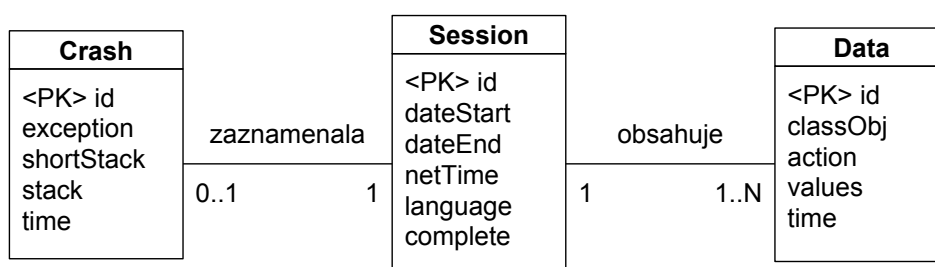 Crash
<PK> id
exception
shortStack
stack
time
zaznamenala
0..1
1
Session
<PK> id
dateStart
dateEnd
netTime
language
complete
obsahuje
1
1..N
Data
<PK> id
classObj
action
values
time